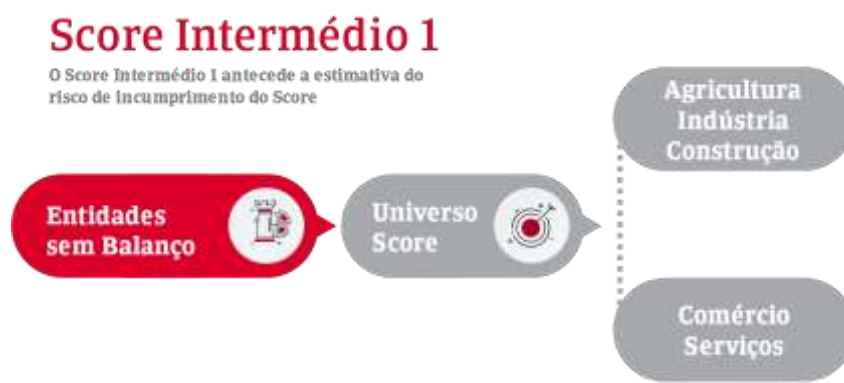 Score Intermédio 1
O Score Intermédio 1 antecede a estimativa do
risco de incumprimento do Score
Entidades
sem Balanço
Universo
Score
Agricultura
Indústria
Construção
Comércio
Serviços